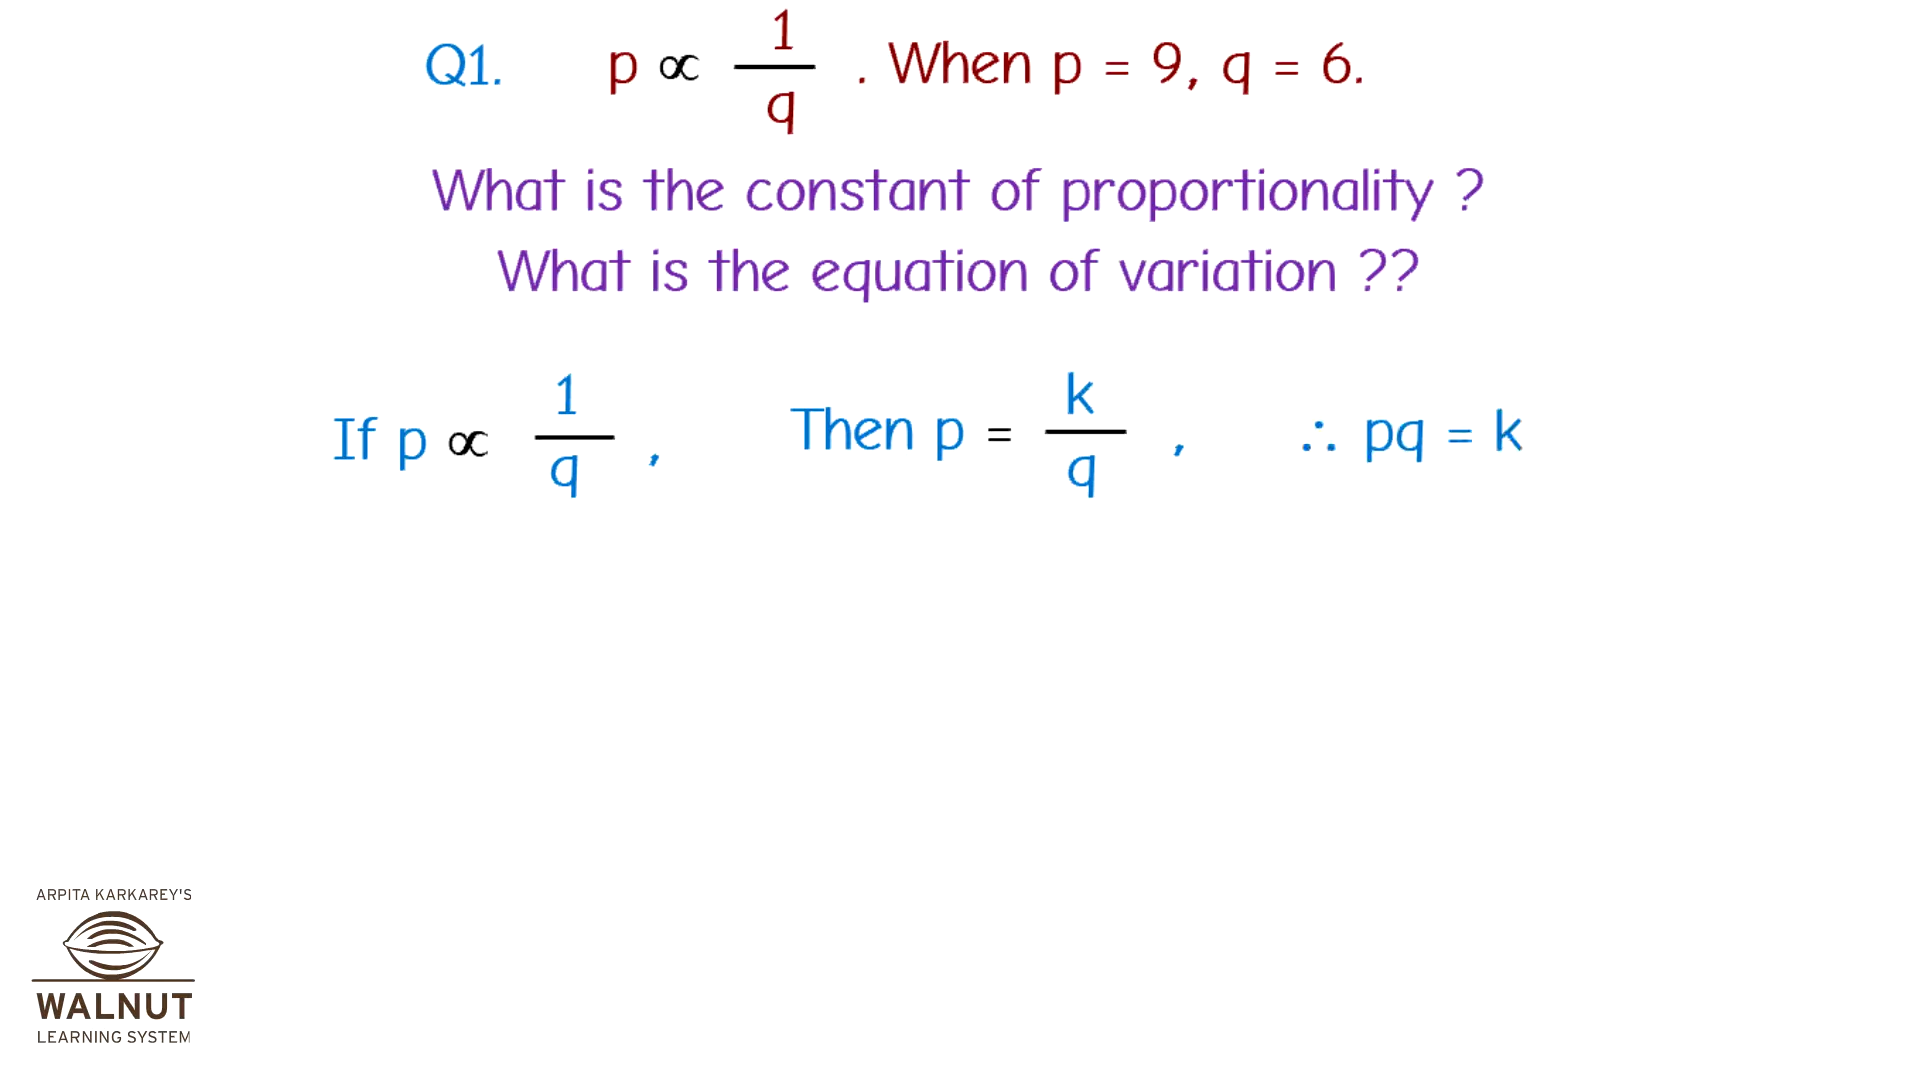 Q1. p ∝ 1/q . When p = 9, q = 6.
What is the constant of proportionality ?
What is the equation of variation ??
If p ∝ 1/q , Then p = k/q , ∴ pq = k
ARPITA KARKAREY'S
WALNUT
LEARNING SYSTEM